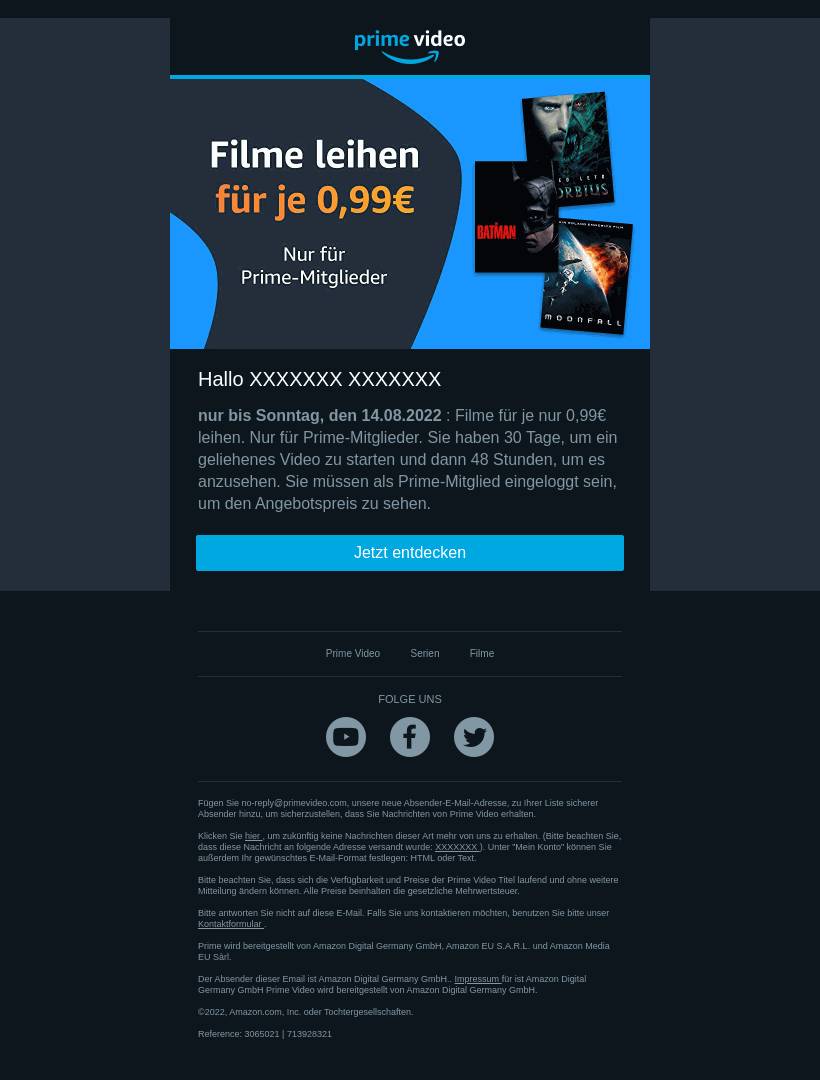 prime video
Filme leihen
für je 0,99€
Nur für
Prime-Mitglieder
BATMAN
MOONFALL
Hallo XXXXXXX XXXXXXX
nur bis Sonntag, den 14.08.2022 : Filme für je nur 0,99€
leihen. Nur für Prime-Mitglieder. Sie haben 30 Tage, um ein
geliehenes Video zu starten und dann 48 Stunden, um es
anzusehen. Sie müssen als Prime-Mitglied eingeloggt sein,
um den Angebotspreis zu sehen.
Jetzt entdecken
Prime Video Serien Filme
FOLGE UNS
Fügen Sie no-reply@primevideo.com, unsere neue Absender-E-Mail-Adresse, zu Ihrer Liste sicherer
Absender hinzu, um sicherzustellen, dass Sie Nachrichten von Prime Video erhalten.
Klicken Sie hier , um zukünftig keine Nachrichten dieser Art mehr von uns zu erhalten. (Bitte beachten Sie,
dass diese Nachricht an folgende Adresse versandt wurde: XXXXXXX ). Unter "Mein Konto" können Sie
außerdem Ihr gewünschtes E-Mail-Format festlegen: HTML oder Text.
Bitte beachten Sie, dass sich die Verfügbarkeit und Preise der Prime Video Titel laufend und ohne weitere
Mitteilung ändern können. Alle Preise beinhalten die gesetzliche Mehrwertsteuer.
Bitte antworten Sie nicht auf diese E-Mail. Falls Sie uns kontaktieren möchten, benutzen Sie bitte unser
Kontaktformular .
Prime wird bereitgestellt von Amazon Digital Germany GmbH, Amazon EU S.A.R.L. und Amazon Media
EU Sàrl.
Der Absender dieser Email ist Amazon Digital Germany GmbH.. Impressum für ist Amazon Digital
Germany GmbH Prime Video wird bereitgestellt von Amazon Digital Germany GmbH.
©2022, Amazon.com, Inc. oder Tochtergesellschaften.
Reference: 3065021 | 713928321